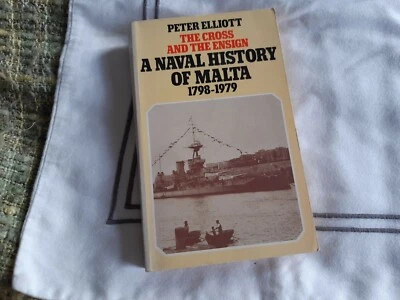 PETER ELLIOTT
THE CROSS
AND THE ENSIGN
A NAVAL HISTORY
OF MALTA
1798-1979